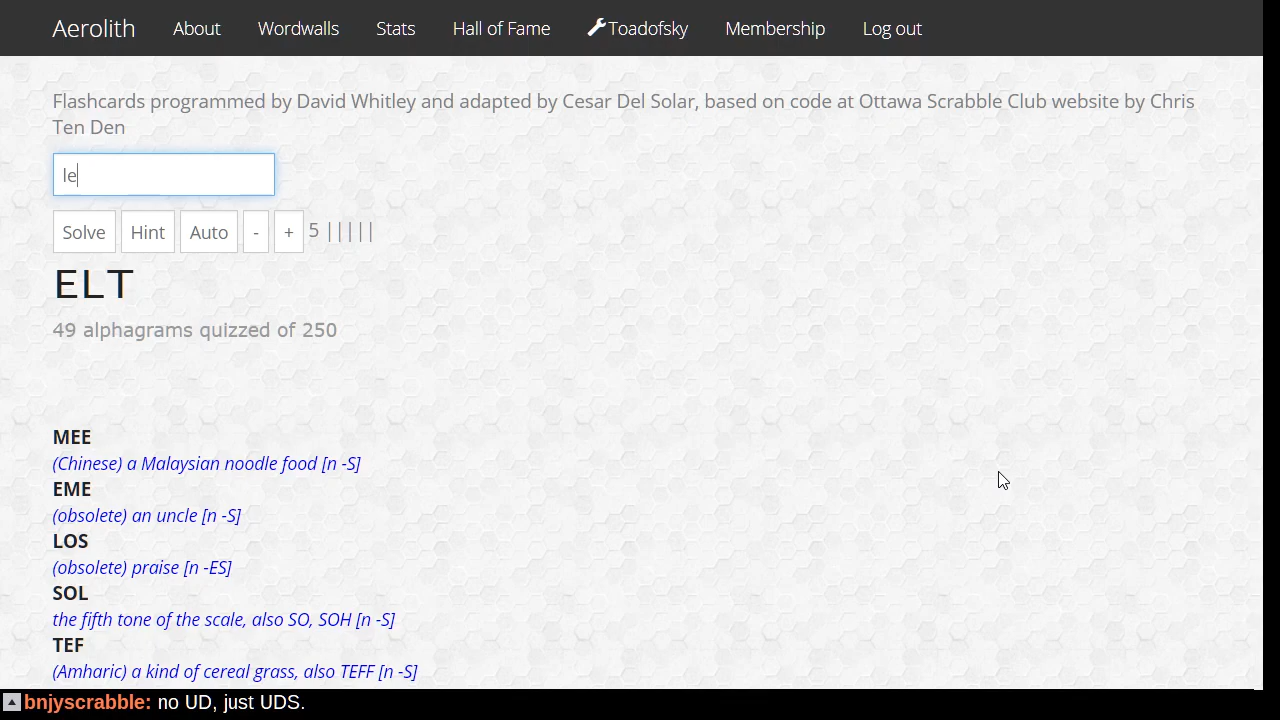 Aerolith About Wordwalls Stats Hall of Fame Toadofsky Membership Log out
Flashcards programmed by David Whitley and adapted by Cesar Del Solar, based on code at Ottawa Scrabble Club website by Chris
Ten Den
le
Solve Hint Auto - + 5 |||||
ELT
49 alphagrams quizzed of 250
MEE
(Chinese) a Malaysian noodle food [n -S]
EME
(obsolete) an uncle [n -S]
LOS
(obsolete) praise [n -ES]
SOL
the fifth tone of the scale, also SO, SOH [n -S]
TEF
(Amharic) a kind of cereal grass, also TEFF [n -S]
bnjyscrabble: no UD, just UDS.